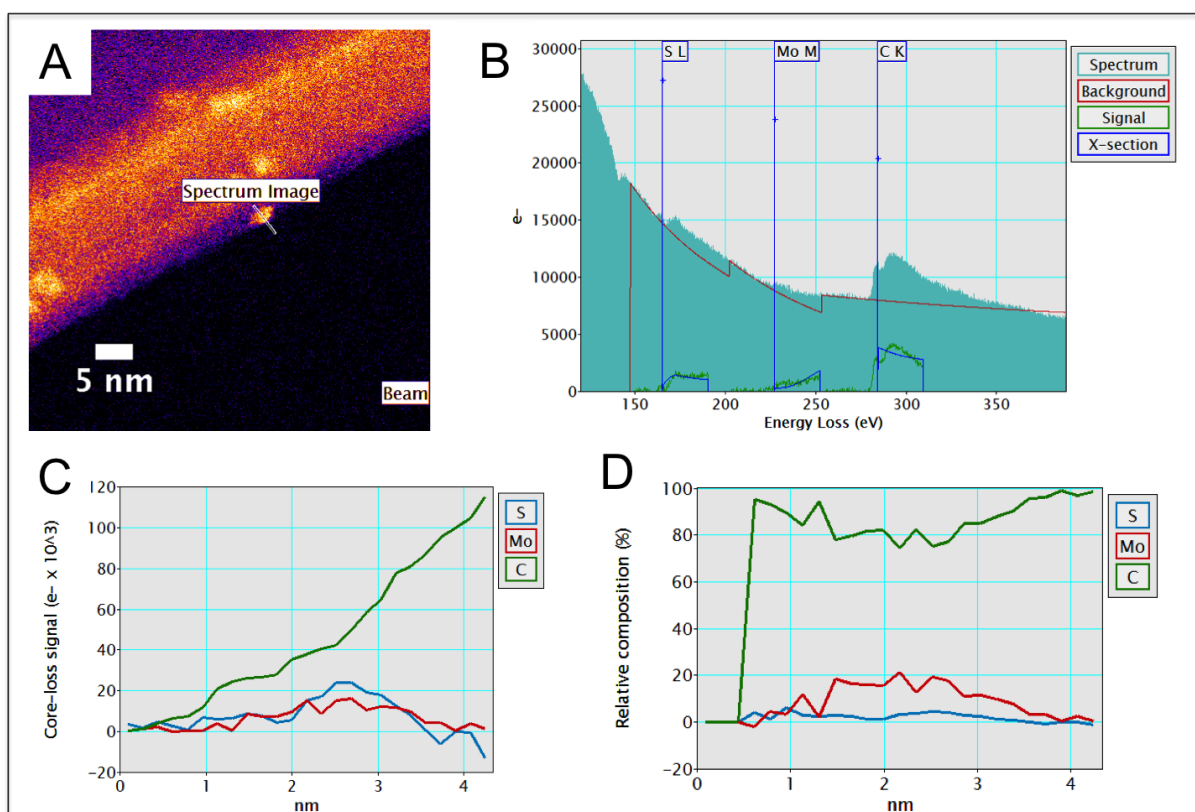 A
Spectrum Image
5 nm
Beam
B
S L
Mo M
C K
30000
25000
20000
15000
10000
5000
0
e-
150
200
250
300
350
Energy Loss (eV)
Spectrum
Background
Signal
X-section
C
120
100
80
60
40
20
0
-20
Core-loss signal (e- x 10^3)
0
1
2
3
4
nm
S
Mo
C
D
100
80
60
40
20
0
-20
Relative composition (%)
0
1
2
3
4
nm
S
Mo
C